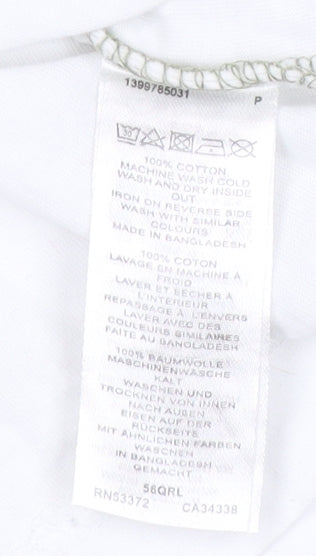 1399785031
P
30
100% COTTON
MACHINE WASH COLD
WASH AND DRY INSIDE
OUT
IRON ON REVERSE SIDE
WASH WITH SIMILAR
COLOURS
MADE IN BANGLADESH
100% COTON
LAVAGE EN MACHINE À
FROID
LAVER ET SÉCHER À
L'INTÉRIEUR
REPASSAGE À L'ENVERS
LAVER AVEC DES
COULEURS SIMILAIRES
FAITE AU BANGLADESH
100% BAUMWOLLE
MASCHINENWÄSCHE
KALT
WASCHEN UND
TROCKNEN VON INNEN
NACH AUßEN
EISEN AUF DER
RÜCKSEITE
MIT ÄHNLICHEN FARBEN
WASCHEN
IN BANGLADESH
GEMACHT
56QRL
RN53372 CA34338